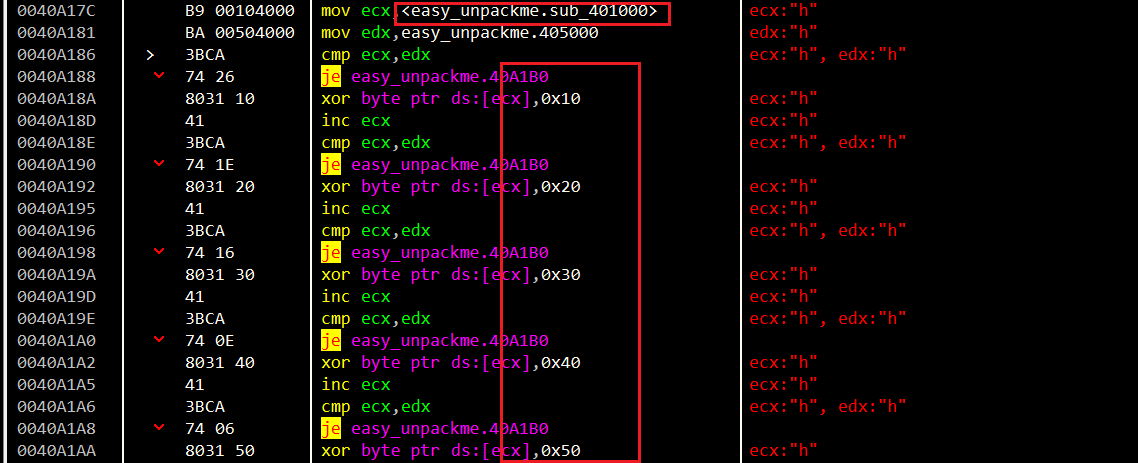 0040A17C B9 00104000 mov ecx,<easy_unpackme.sub_401000> ecx:"h"
0040A181 BA 00504000 mov edx,easy_unpackme.405000 edx:"h"
0040A186 > 3BCA cmp ecx,edx ecx:"h", edx:"h"
0040A188 74 26 je easy_unpackme.40A1B0
0040A18A 8031 10 xor byte ptr ds:[ecx],0x10 ecx:"h"
0040A18D 41 inc ecx ecx:"h"
0040A18E 3BCA cmp ecx,edx ecx:"h", edx:"h"
0040A190 74 1E je easy_unpackme.40A1B0
0040A192 8031 20 xor byte ptr ds:[ecx],0x20 ecx:"h"
0040A195 41 inc ecx ecx:"h"
0040A196 3BCA cmp ecx,edx ecx:"h", edx:"h"
0040A198 74 16 je easy_unpackme.40A1B0
0040A19A 8031 30 xor byte ptr ds:[ecx],0x30 ecx:"h"
0040A19D 41 inc ecx ecx:"h"
0040A19E 3BCA cmp ecx,edx ecx:"h", edx:"h"
0040A1A0 74 0E je easy_unpackme.40A1B0
0040A1A2 8031 40 xor byte ptr ds:[ecx],0x40 ecx:"h"
0040A1A5 41 inc ecx ecx:"h"
0040A1A6 3BCA cmp ecx,edx ecx:"h", edx:"h"
0040A1A8 74 06 je easy_unpackme.40A1B0
0040A1AA 8031 50 xor byte ptr ds:[ecx],0x50 ecx:"h"